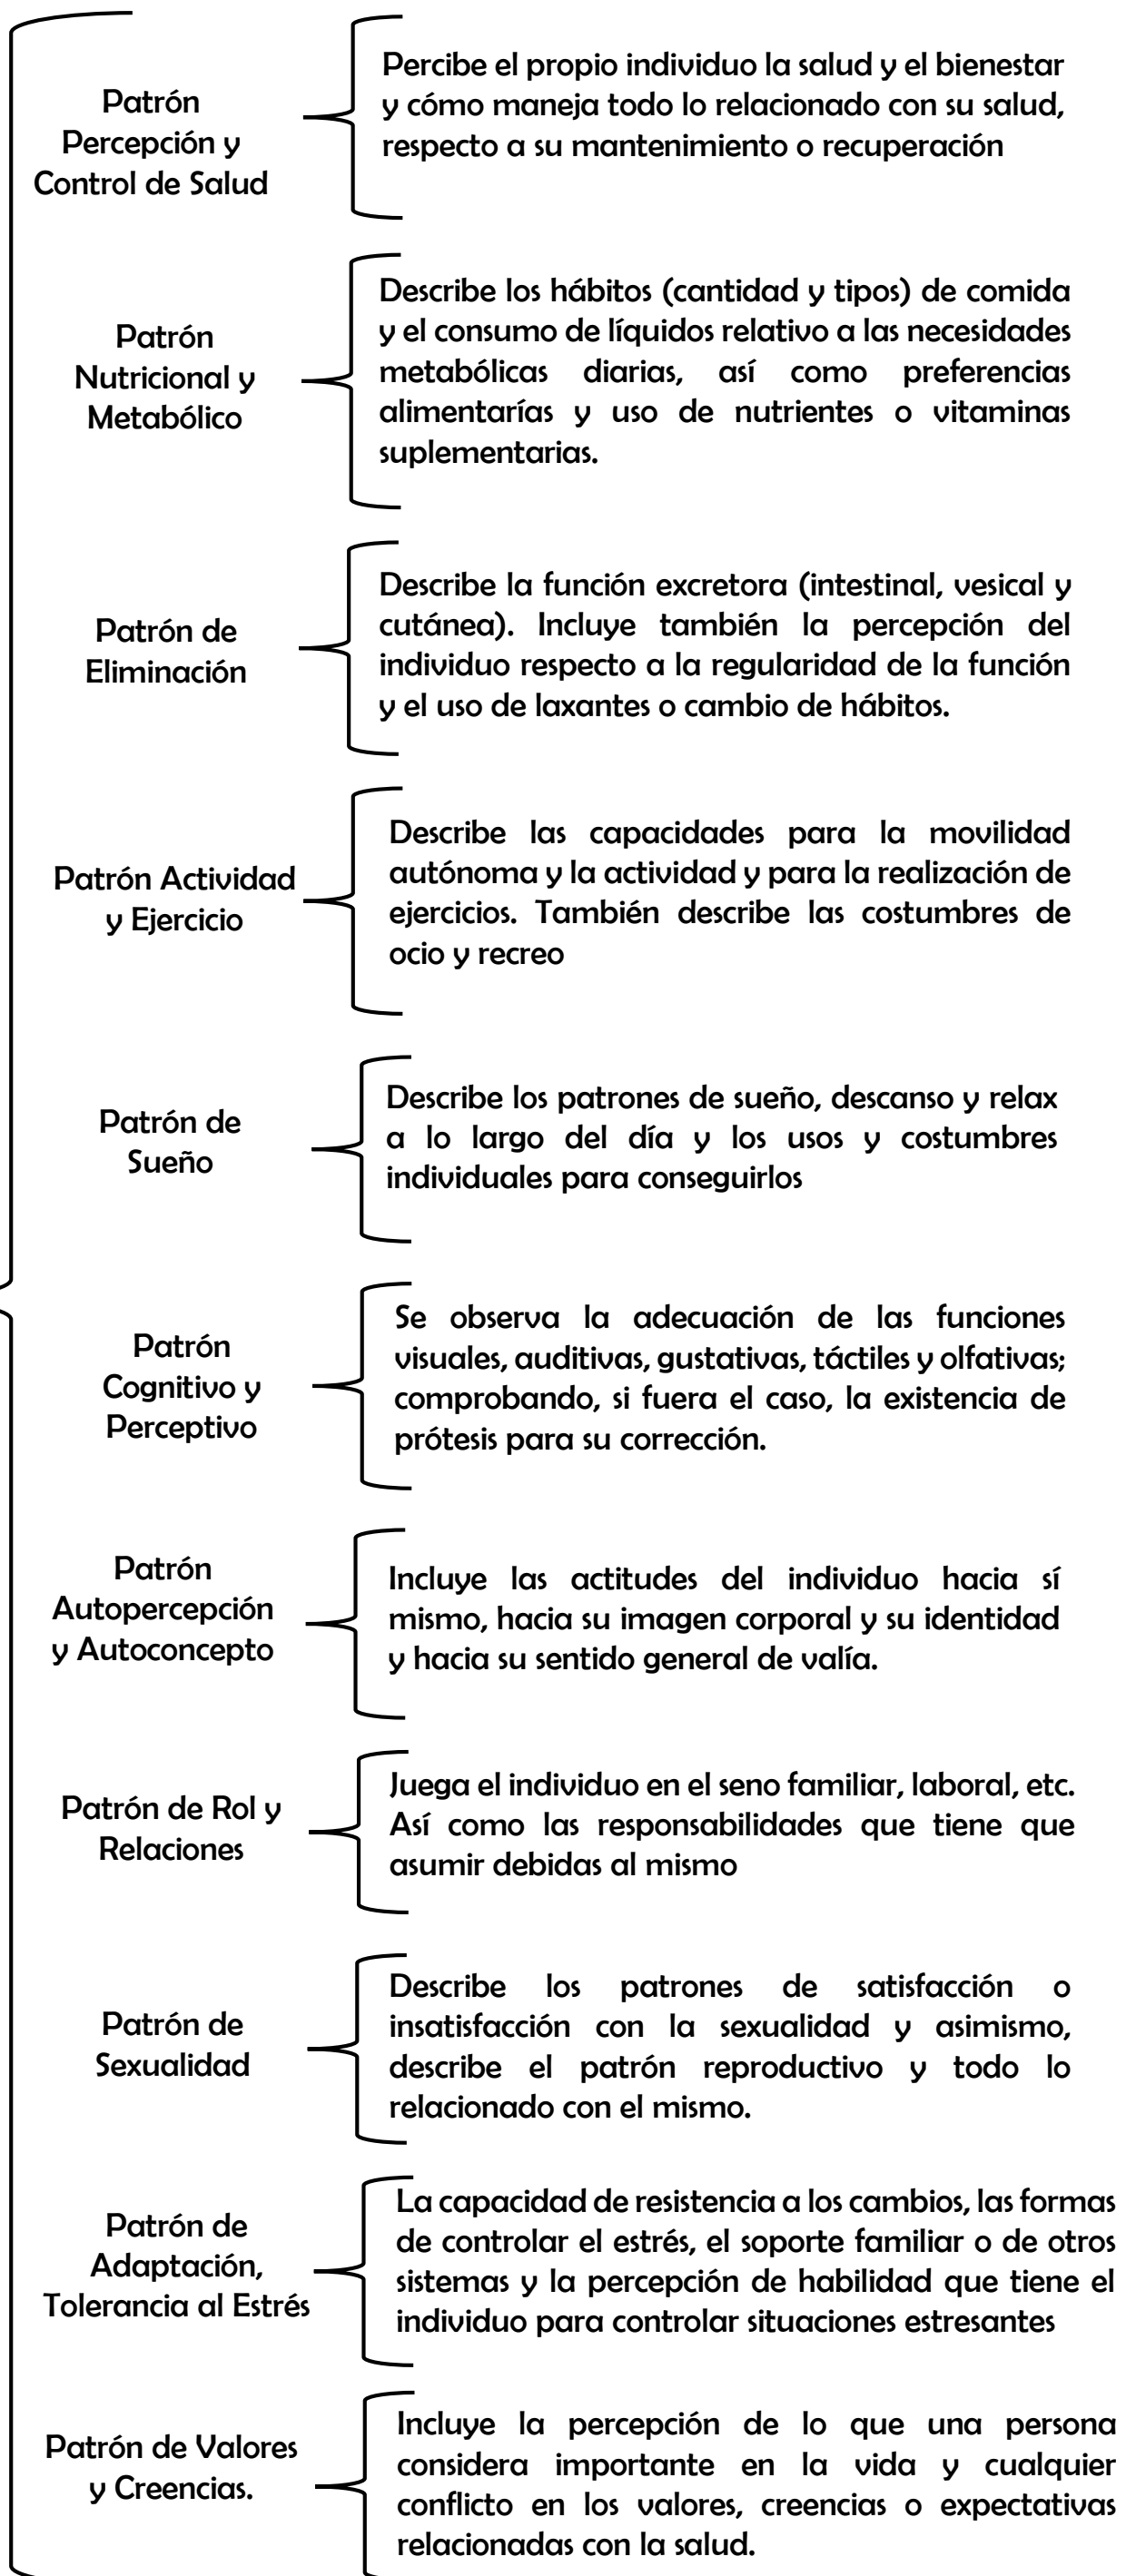 Patrón
Percepción y
Control de Salud
Percibe el propio individuo la salud y el bienestar
y cómo maneja todo lo relacionado con su salud,
respecto a su mantenimiento o recuperación
Patrón
Nutricional y
Metabólico
Describe los hábitos (cantidad y tipos) de comida
y el consumo de líquidos relativo a las necesidades
metabólicas diarias, así como preferencias
alimentarías y uso de nutrientes o vitaminas
suplementarias.
Patrón de
Eliminación
Describe la función excretora (intestinal, vesical y
cutánea). Incluye también la percepción del
individuo respecto a la regularidad de la función
y el uso de laxantes o cambio de hábitos.
Patrón Actividad
y Ejercicio
Describe las capacidades para la movilidad
autónoma y la actividad y para la realización de
ejercicios. También describe las costumbres de
ocio y recreo
Patrón de
Sueño
Describe los patrones de sueño, descanso y relax
a lo largo del día y los usos y costumbres
individuales para conseguirlos
Patrón
Cognitivo y
Perceptivo
Se observa la adecuación de las funciones
visuales, auditivas, gustativas, táctiles y olfativas;
comprobando, si fuera el caso, la existencia de
prótesis para su corrección.
Patrón
Autopercepción
y Autoconcepto
Incluye las actitudes del individuo hacia sí
mismo, hacia su imagen corporal y su identidad
y hacia su sentido general de valía.
Patrón de Rol y
Relaciones
Juega el individuo en el seno familiar, laboral, etc.
Así como las responsabilidades que tiene que
asumir debidas al mismo
Patrón de
Sexualidad
Describe los patrones de satisfacción o
insatisfacción con la sexualidad y asimismo,
describe el patrón reproductivo y todo lo
relacionado con el mismo.
Patrón de
Adaptación,
Tolerancia al Estrés
La capacidad de resistencia a los cambios, las formas
de controlar el estrés, el soporte familiar o de otros
sistemas y la percepción de habilidad que tiene el
individuo para controlar situaciones estresantes
Patrón de Valores
y Creencias.
Incluye la percepción de lo que una persona
considera importante en la vida y cualquier
conflicto en los valores, creencias o expectativas
relacionadas con la salud.